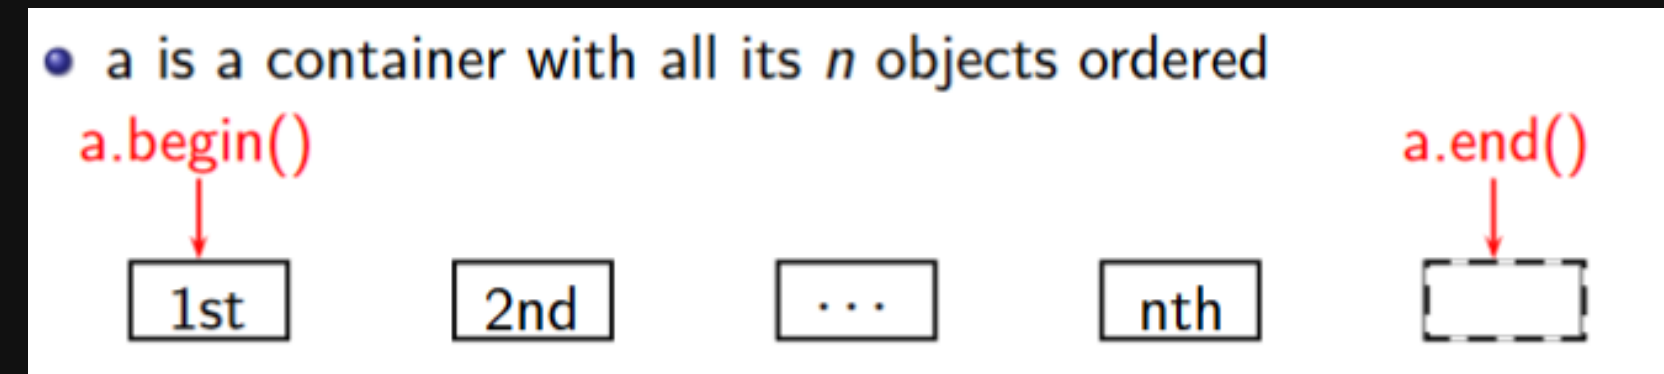 a is a container with all its n objects ordered
a.begin() a.end()
1st 2nd ··· nth